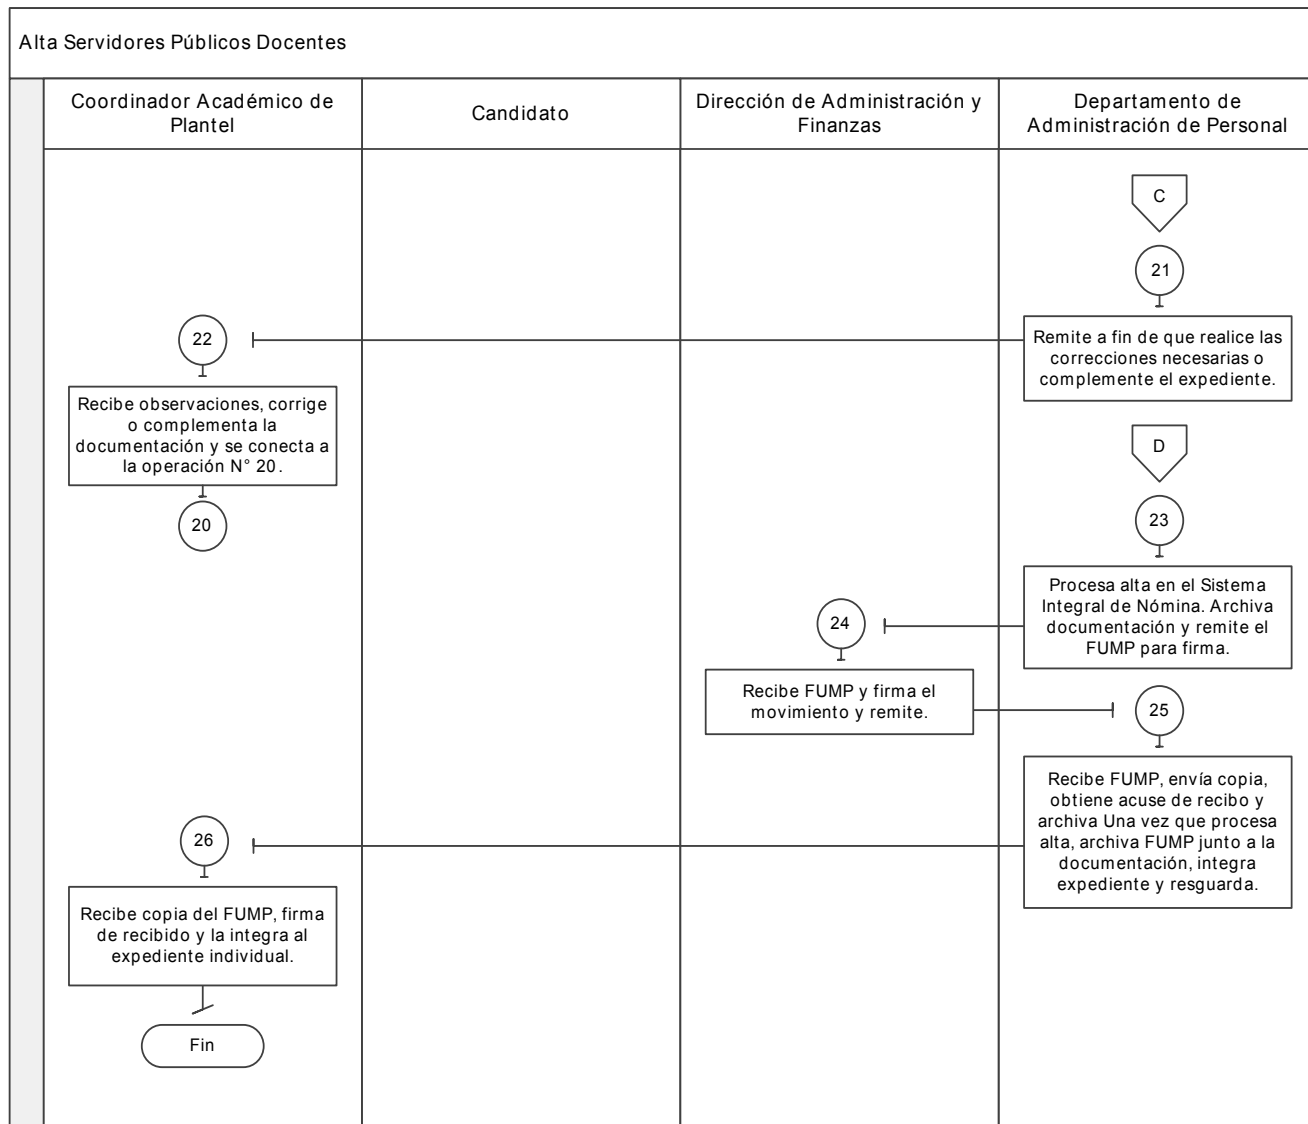 Alta Servidores Públicos Docentes
Coordinador Académico de
Plantel
Candidato
Dirección de Administración y
Finanzas
Departamento de
Administración de Personal
C
21
Remite a fin de que realice las
correcciones necesarias o
complemente el expediente.
22
Recibe observaciones, corrige
o complementa la
documentación y se conecta a
la operación N° 20.
20
D
23
Procesa alta en el Sistema
Integral de Nómina. Archiva
documentación y remite el
FUMP para firma.
24
Recibe FUMP y firma el
movimiento y remite.
25
Recibe FUMP, envía copia,
obtiene acuse de recibo y
archiva Una vez que procesa
alta, archiva FUMP junto a la
documentación, integra
expediente y resguarda.
26
Recibe copia del FUMP, firma
de recibido y la integra al
expediente individual.
Fin